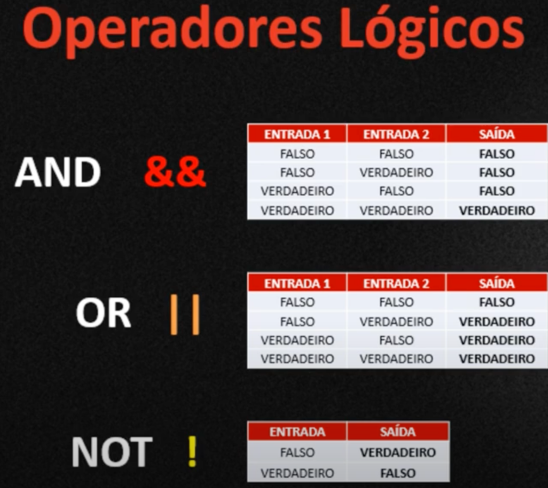 Operadores Lógicos
AND &&
ENTRADA 1 ENTRADA 2 SAÍDA
FALSO FALSO FALSO
FALSO VERDADEIRO FALSO
VERDADEIRO FALSO FALSO
VERDADEIRO VERDADEIRO VERDADEIRO
OR ||
ENTRADA 1 ENTRADA 2 SAÍDA
FALSO FALSO FALSO
FALSO VERDADEIRO VERDADEIRO
VERDADEIRO FALSO VERDADEIRO
VERDADEIRO VERDADEIRO VERDADEIRO
NOT !
ENTRADA SAÍDA
FALSO VERDADEIRO
VERDADEIRO FALSO